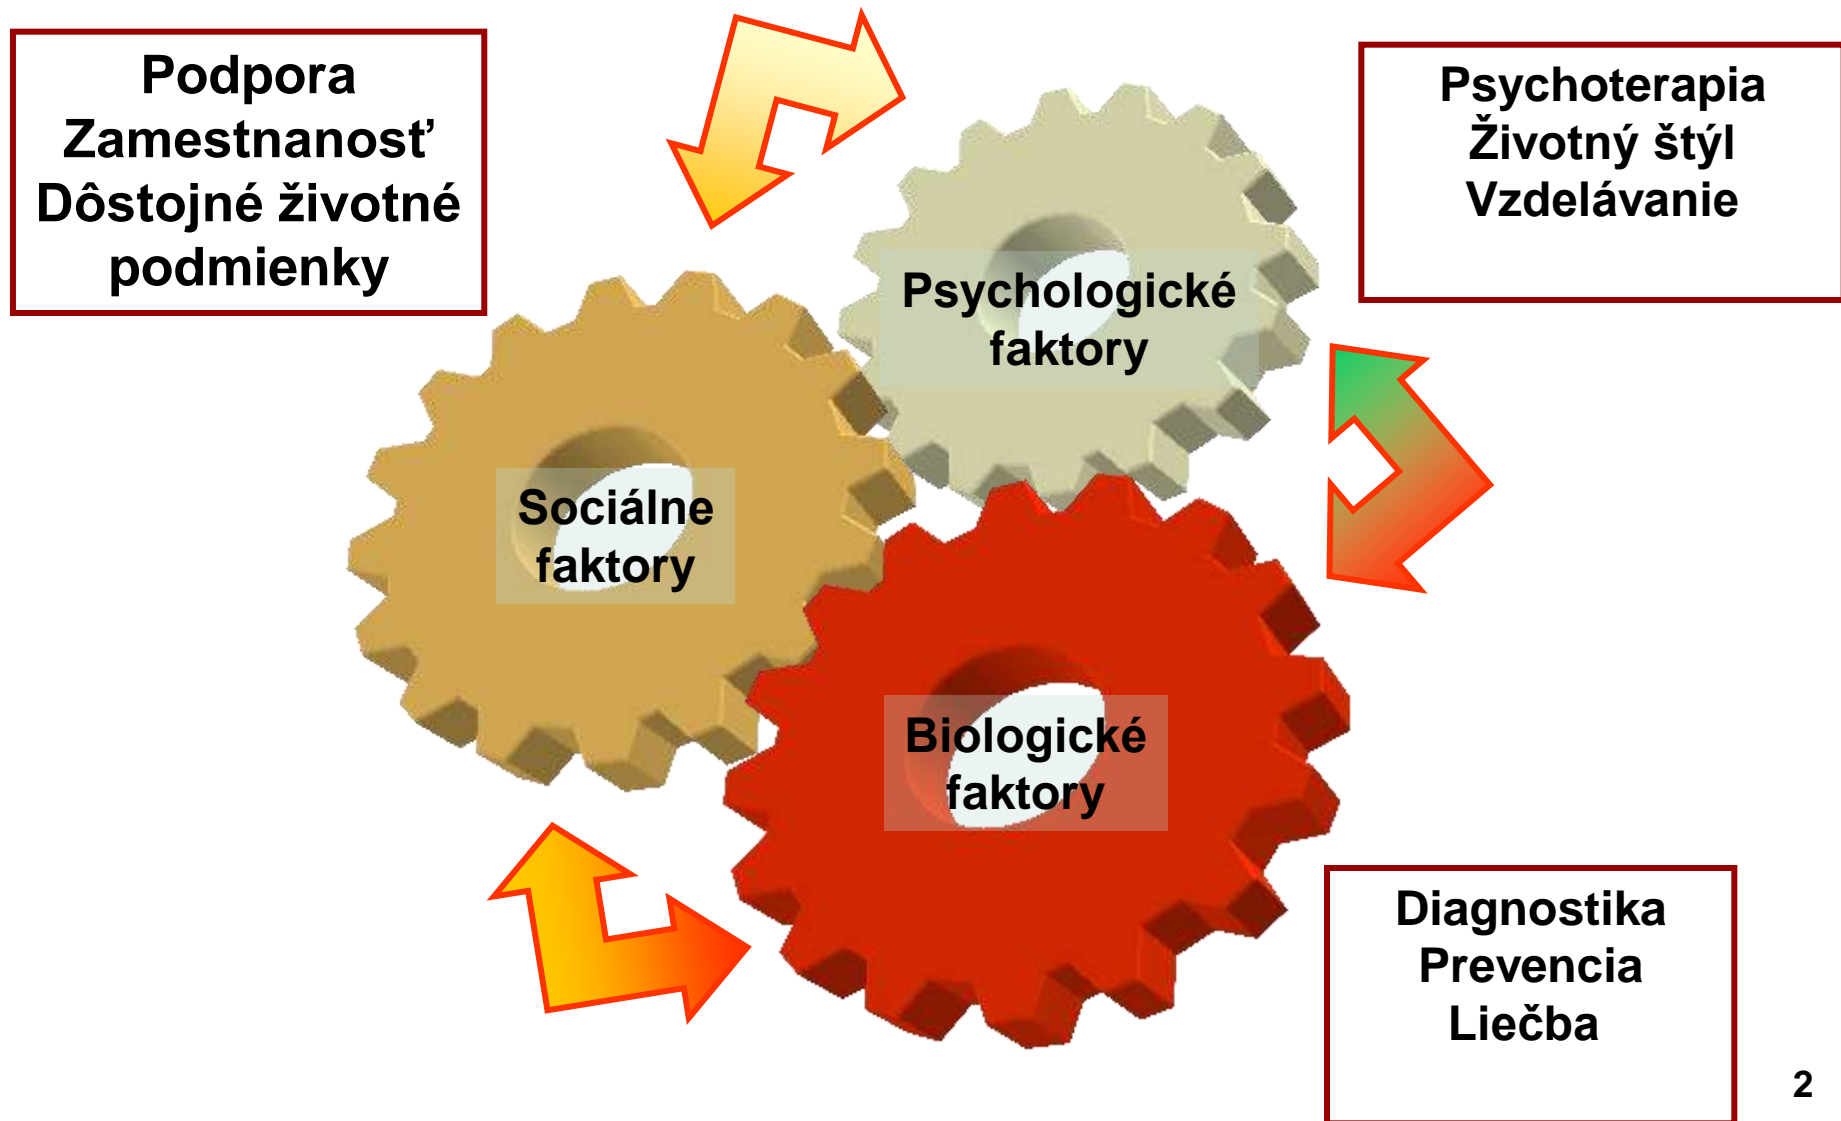 Podpora
Zamestnanosť
Dôstojné životné
podmienky
Psychoterapia
Životný štýl
Vzdelávanie
Psychologické
faktory
Sociálne
faktory
Biologické
faktory
Diagnostika
Prevencia
Liečba
2